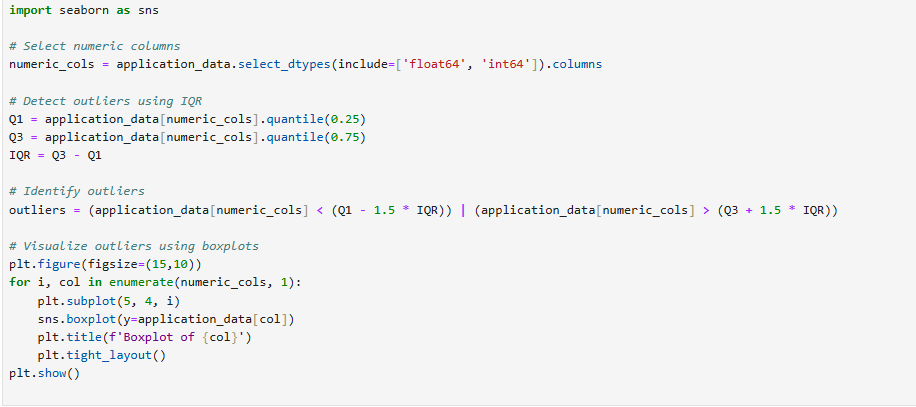 import seaborn as sns
# Select numeric columns
numeric_cols = application_data.select_dtypes(include=['float64', 'int64']).columns
# Detect outliers using IQR
Q1 = application_data[numeric_cols].quantile(0.25)
Q3 = application_data[numeric_cols].quantile(0.75)
IQR = Q3 - Q1
# Identify outliers
outliers = (application_data[numeric_cols] < (Q1 - 1.5 * IQR)) | (application_data[numeric_cols] > (Q3 + 1.5 * IQR))
# Visualize outliers using boxplots
plt.figure(figsize=(15,10))
for i, col in enumerate(numeric_cols, 1):
    plt.subplot(5, 4, i)
    sns.boxplot(y=application_data[col])
    plt.title(f'Boxplot of {col}')
    plt.tight_layout()
plt.show()